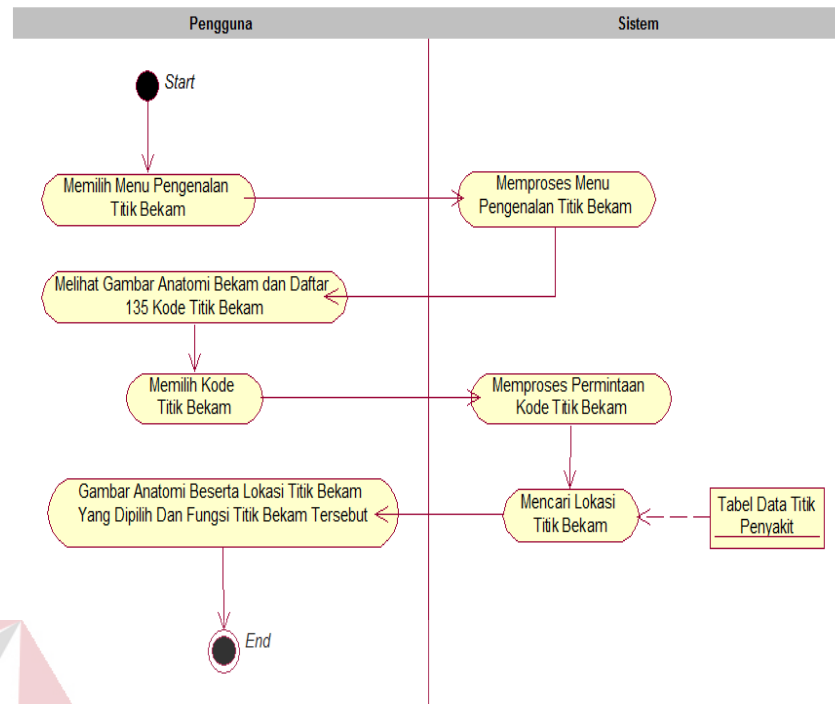 Pengguna
Sistem
Start
Memilih Menu Pengenalan
Titik Bekam
Memproses Menu
Pengenalan Titik Bekam
Melihat Gambar Anatomi Bekam dan Daftar
135 Kode Titik Bekam
Memilih Kode
Titik Bekam
Memproses Permintaan
Kode Titik Bekam
Gambar Anatomi Beserta Lokasi Titik Bekam
Yang Dipilih Dan Fungsi Titik Bekam Tersebut
Mencari Lokasi
Titik Bekam
Tabel Data Titik
Penyakit
End